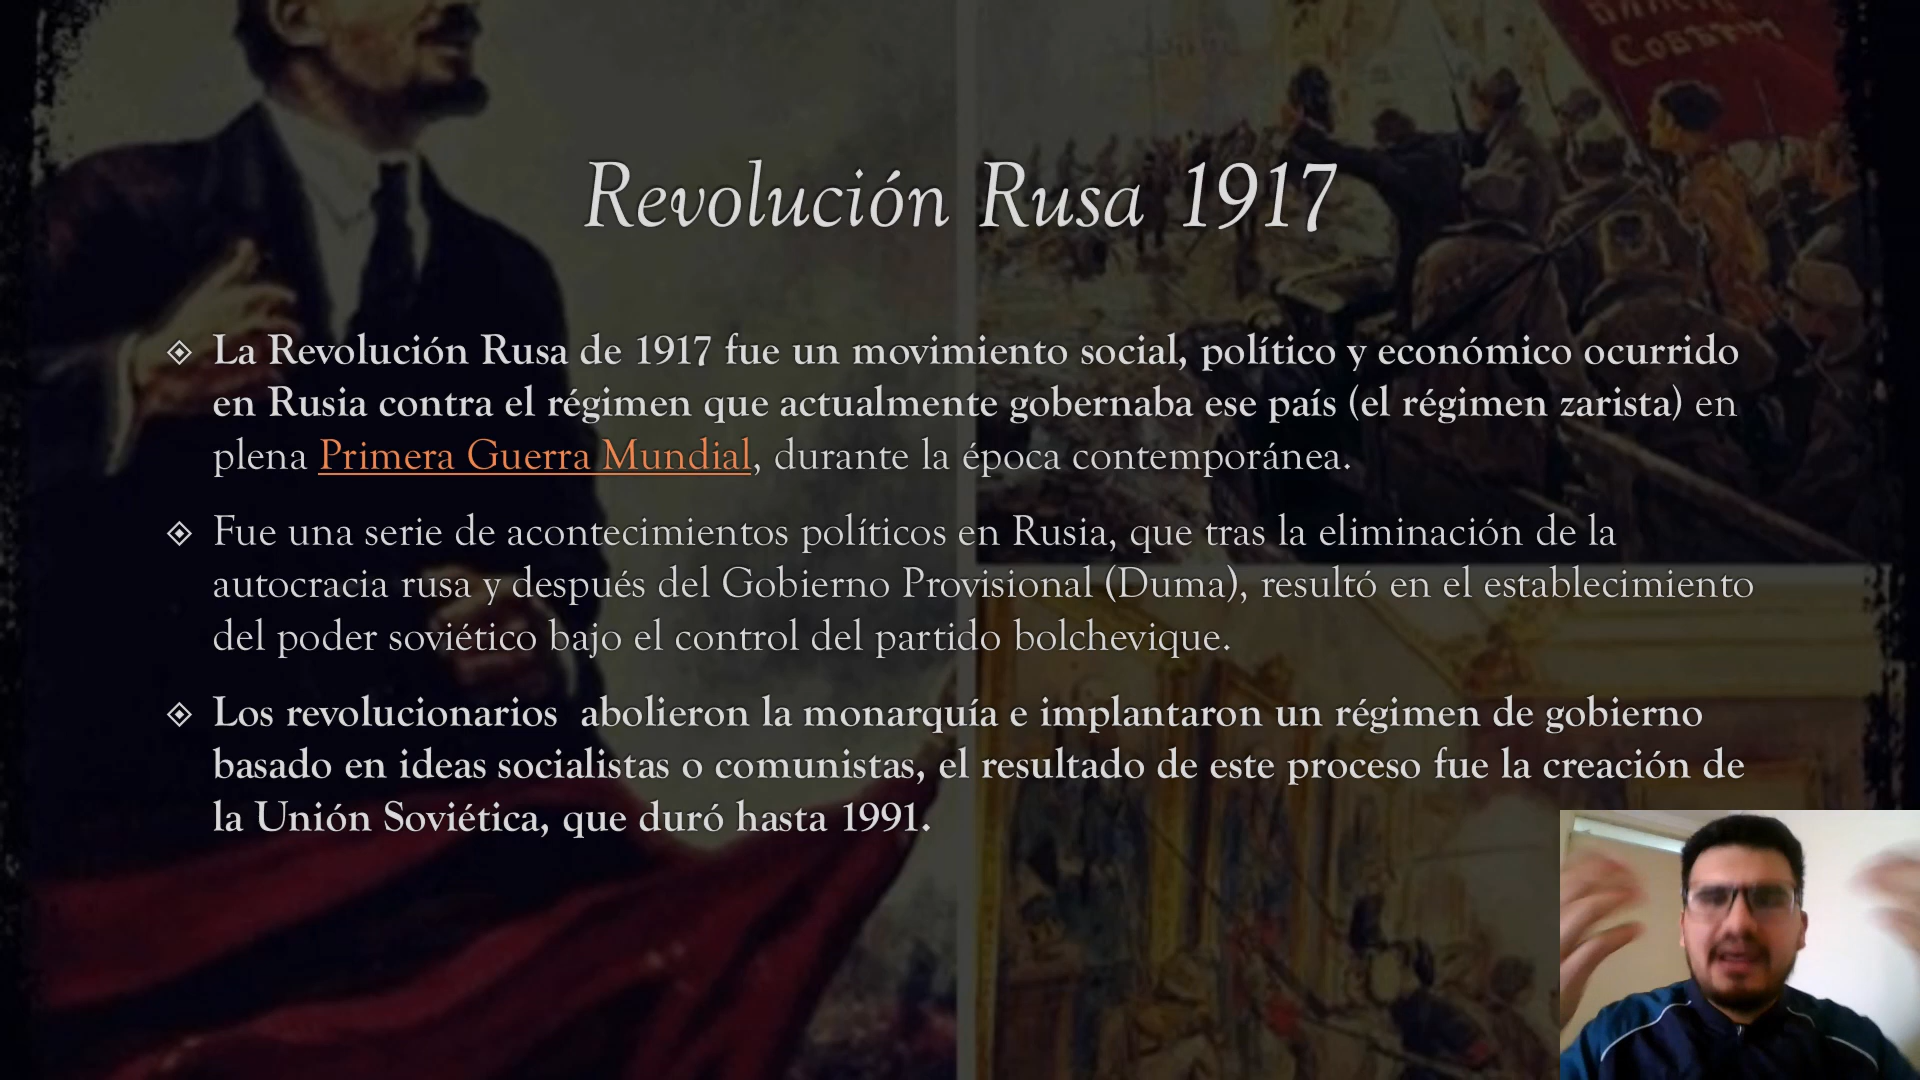 Совѣтам
Revolución Rusa 1917
La Revolución Rusa de 1917 fue un movimiento social, político y económico ocurrido
en Rusia contra el régimen que actualmente gobernaba ese país (el régimen zarista) en
plena Primera Guerra Mundial, durante la época contemporánea.
Fue una serie de acontecimientos políticos en Rusia, que tras la eliminación de la
autocracia rusa y después del Gobierno Provisional (Duma), resultó en el establecimiento
del poder soviético bajo el control del partido bolchevique.
Los revolucionarios abolieron la monarquía e implantaron un régimen de gobierno
basado en ideas socialistas o comunistas, el resultado de este proceso fue la creación de
la Unión Soviética, que duró hasta 1991.